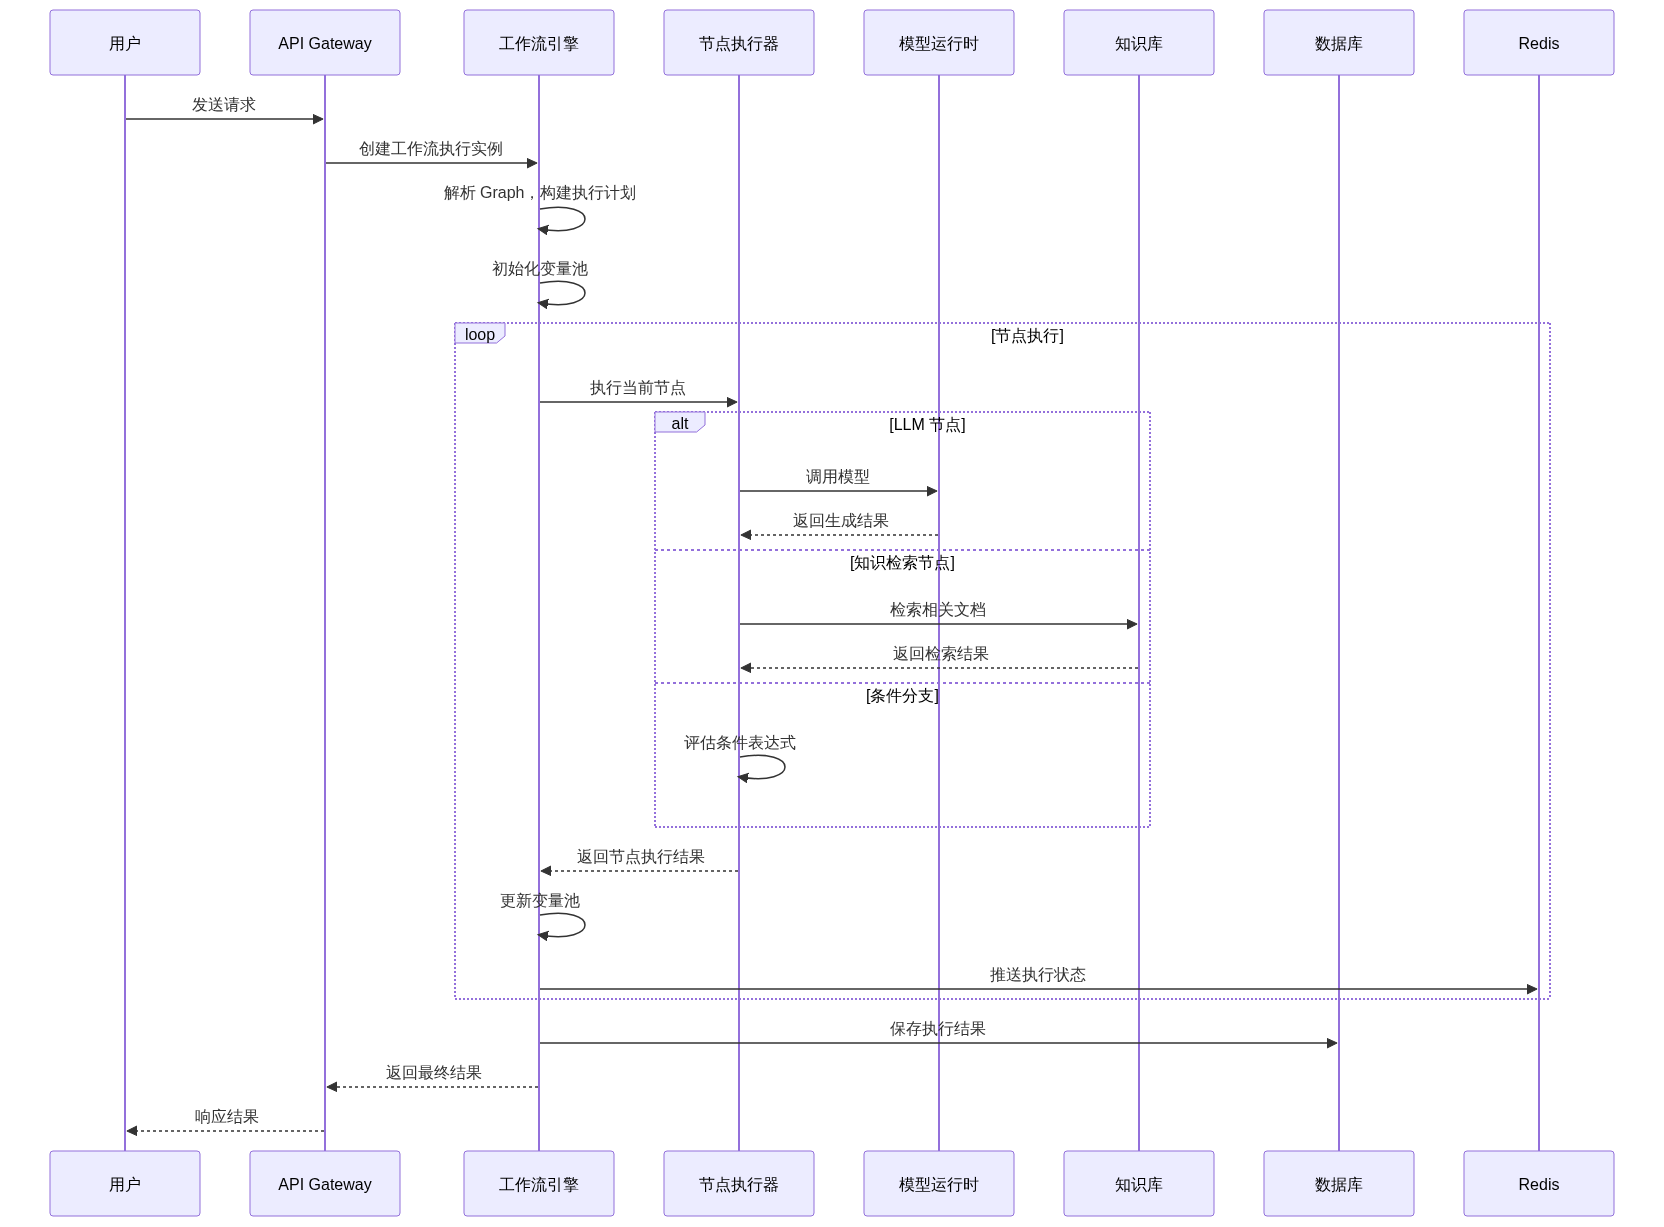 用户
API Gateway
工作流引擎
节点执行器
模型运行时
知识库
数据库
Redis
发送请求
创建工作流执行实例
解析 Graph，构建执行计划
初始化变量池
loop
[节点执行]
执行当前节点
alt
[LLM 节点]
调用模型
返回生成结果
[知识检索节点]
检索相关文档
返回检索结果
[条件分支]
评估条件表达式
返回节点执行结果
更新变量池
推送执行状态
保存执行结果
返回最终结果
响应结果
用户
API Gateway
工作流引擎
节点执行器
模型运行时
知识库
数据库
Redis